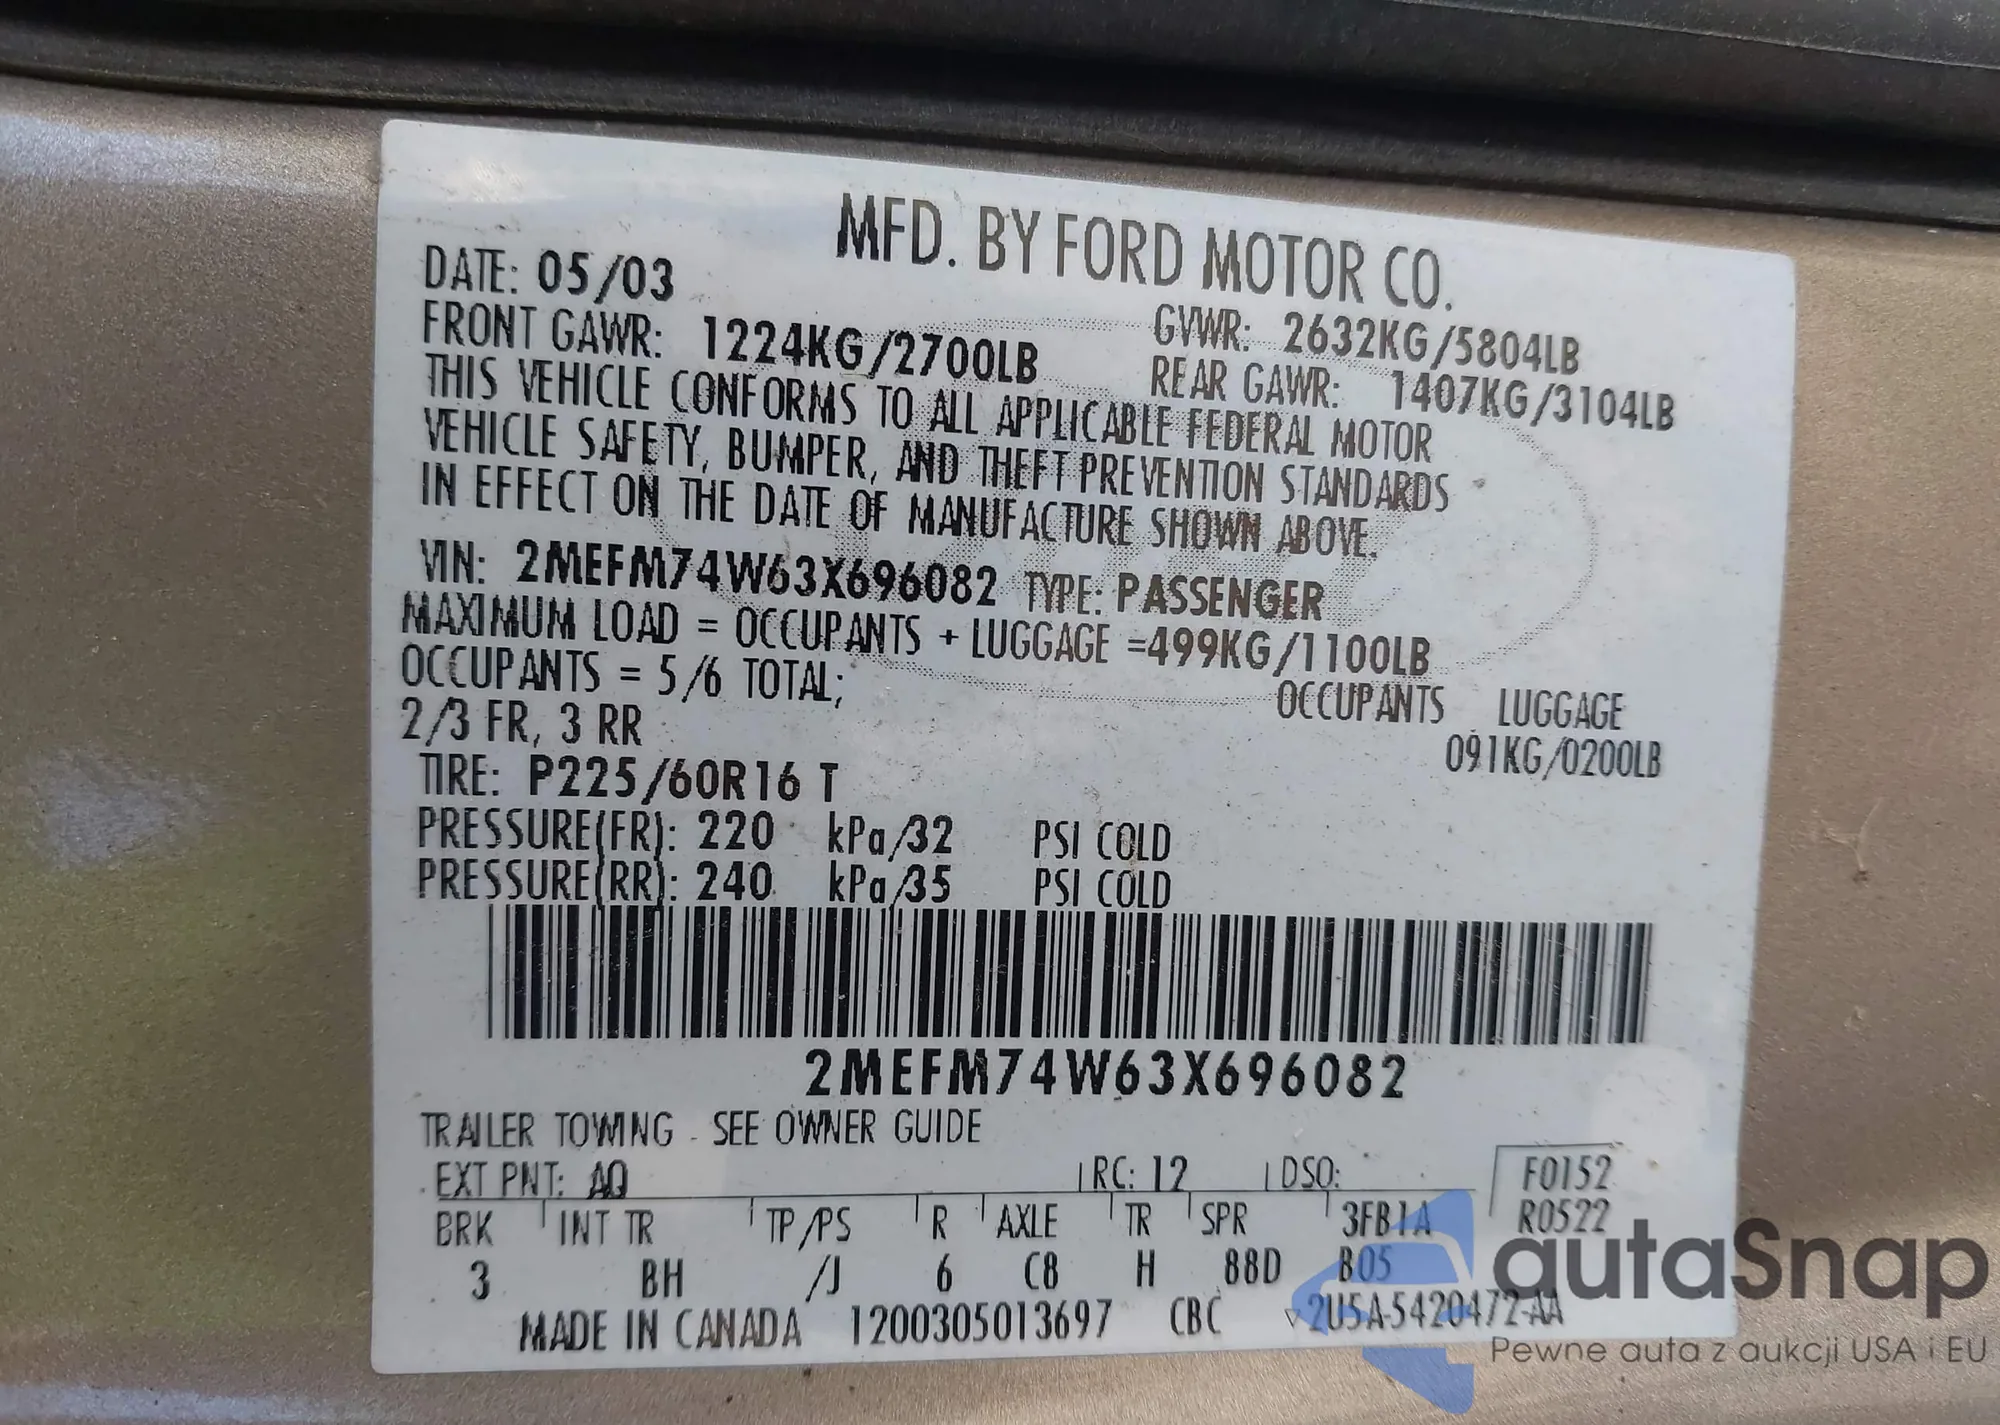 MFD. BY FORD MOTOR CO.
DATE: 05/03
GVWR: 2632KG/5804LB
FRONT GAWR: 1224KG/2700LB
REAR GAWR: 1407KG/3104LB
THIS VEHICLE CONFORMS TO ALL APPLICABLE FEDERAL MOTOR
VEHICLE SAFETY, BUMPER, AND THEFT PREVENTION STANDARDS
IN EFFECT ON THE DATE OF MANUFACTURE SHOWN ABOVE.
VIN: 2MEFM74W63X696082 TYPE: PASSENGER
MAXIMUM LOAD = OCCUPANTS + LUGGAGE =499KG/1100LB
OCCUPANTS = 5/6 TOTAL;
OCCUPANTS LUGGAGE
2/3 FR, 3 RR
091KG/0200LB
TIRE: P225/60R16 T
PRESSURE(FR): 220 kPa/32 PSI COLD
PRESSURE(RR): 240 kPa/35 PSI COLD
2MEFM74W63X696082
TRAILER TOWING - SEE OWNER GUIDE
EXT PNT: AQ RC: 12 DSO: F0152
BRK INT TR TP/PS R AXLE TR SPR 3FB1A R0522
3 BH /J 6 C8 H 88D B05
MADE IN CANADA 1200305013697 CBC ▽2U5A-5420472-AA
autaSnap
Pewne auta z aukcji USA i EU